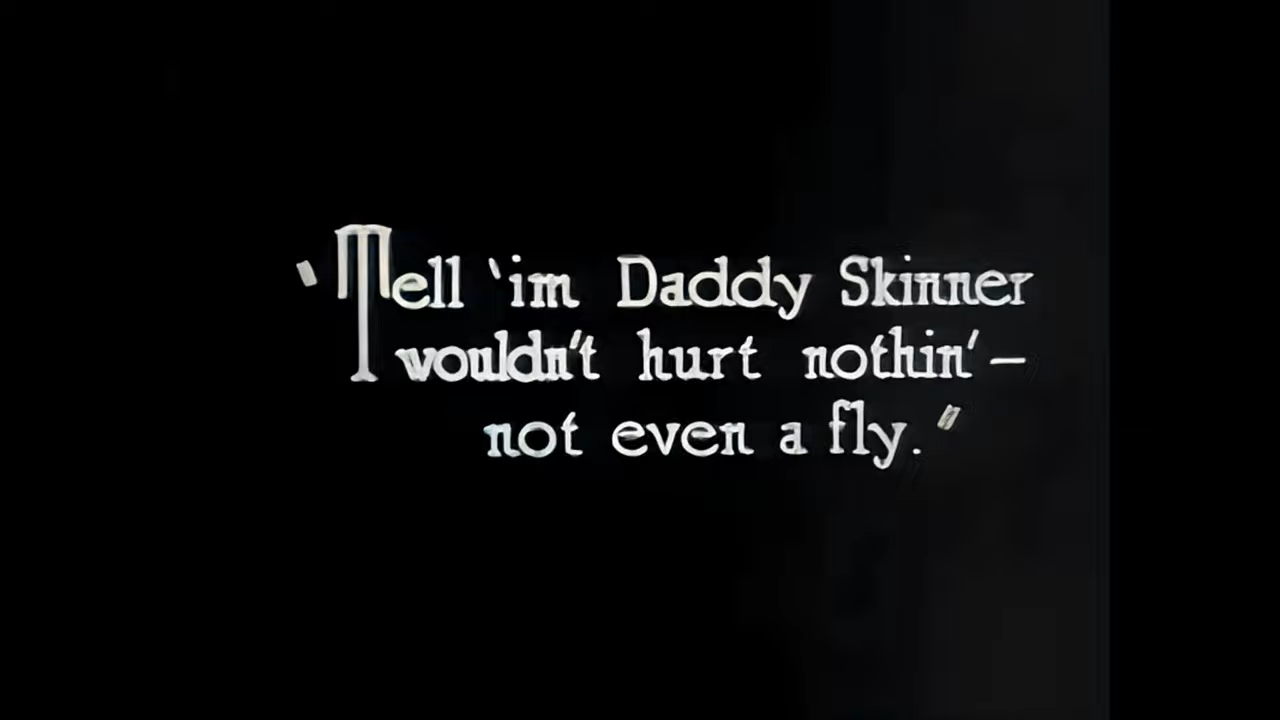 "Tell 'im Daddy Skinner
wouldn't hurt nothin'—
not even a fly."